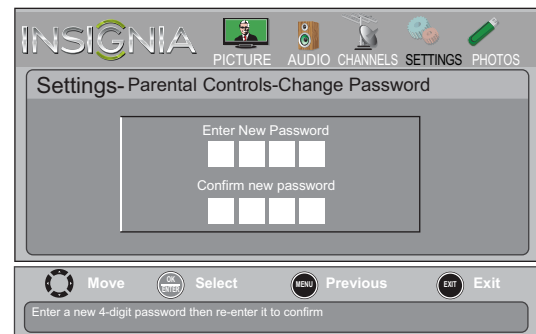 INSIGNIA
PICTURE AUDIO CHANNELS SETTINGS PHOTOS
Settings- Parental Controls-Change Password
Enter New Password
Confirm new password
Move OK ENTER Select MENU Previous EXIT Exit
Enter a new 4-digit password then re-enter it to confirm